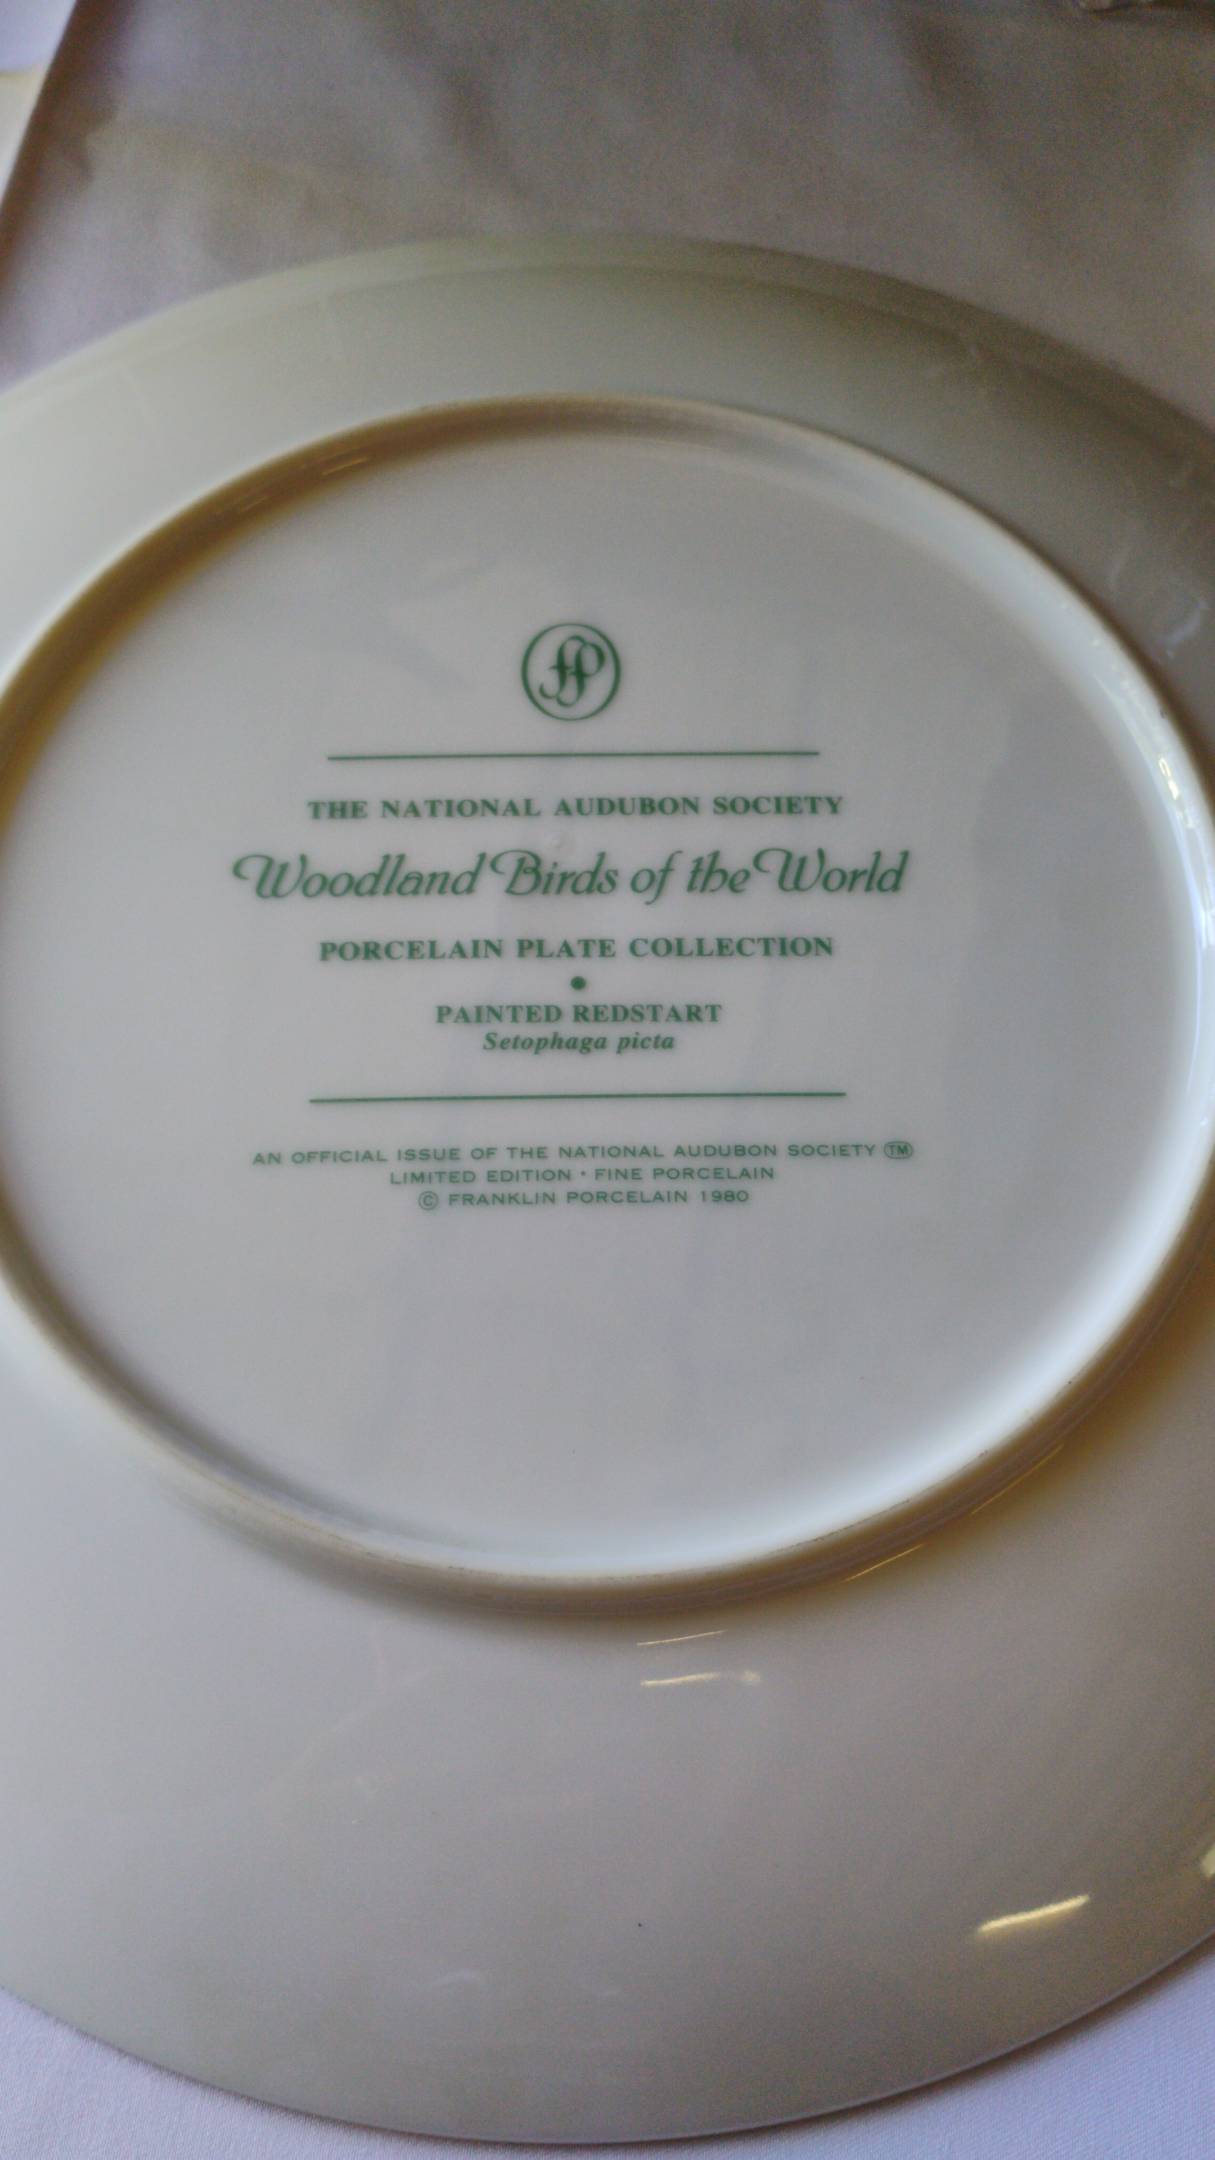 fp
THE NATIONAL AUDUBON SOCIETY
Woodland Birds of the World
PORCELAIN PLATE COLLECTION
•
PAINTED REDSTART
Setophaga picta
AN OFFICIAL ISSUE OF THE NATIONAL AUDUBON SOCIETY TM
LIMITED EDITION · FINE PORCELAIN
© FRANKLIN PORCELAIN 1980